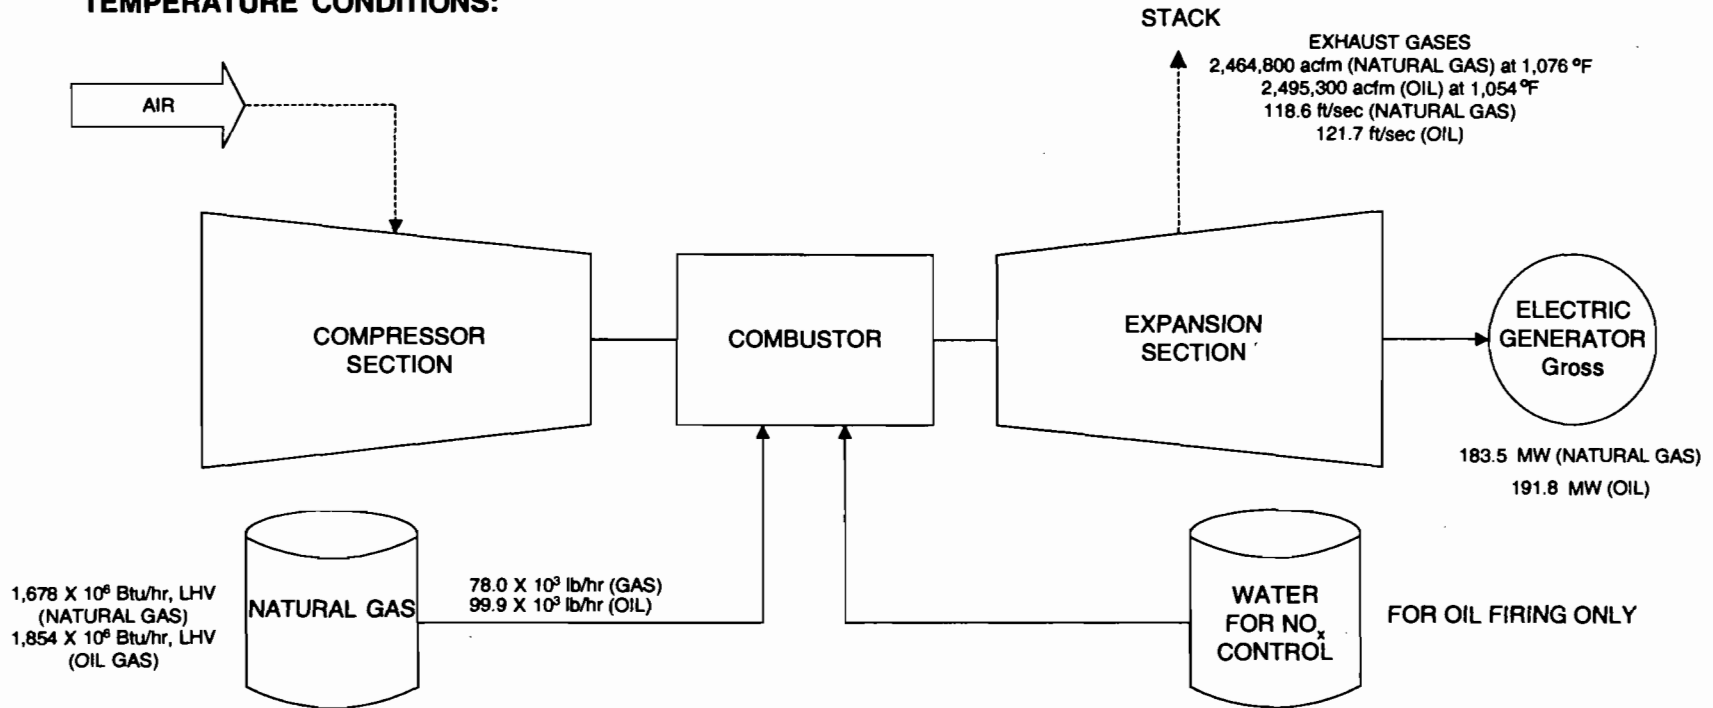 TEMPERATURE CONDITIONS:
STACK
EXHAUST GASES
2,464,800 acfm (NATURAL GAS) at 1,076 °F
2,495,300 acfm (OIL) at 1,054 °F
118.6 ft/sec (NATURAL GAS)
121.7 ft/sec (OIL)
AIR
COMPRESSOR
SECTION
COMBUSTOR
EXPANSION
SECTION
ELECTRIC
GENERATOR
Gross
183.5 MW (NATURAL GAS)
191.8 MW (OIL)
1,678 X 10⁶ Btu/hr, LHV
(NATURAL GAS)
1,854 X 10⁶ Btu/hr, LHV
(OIL GAS)
NATURAL GAS
78.0 X 10³ lb/hr (GAS)
99.9 X 10³ lb/hr (OIL)
WATER
FOR NOₓ
CONTROL
FOR OIL FIRING ONLY